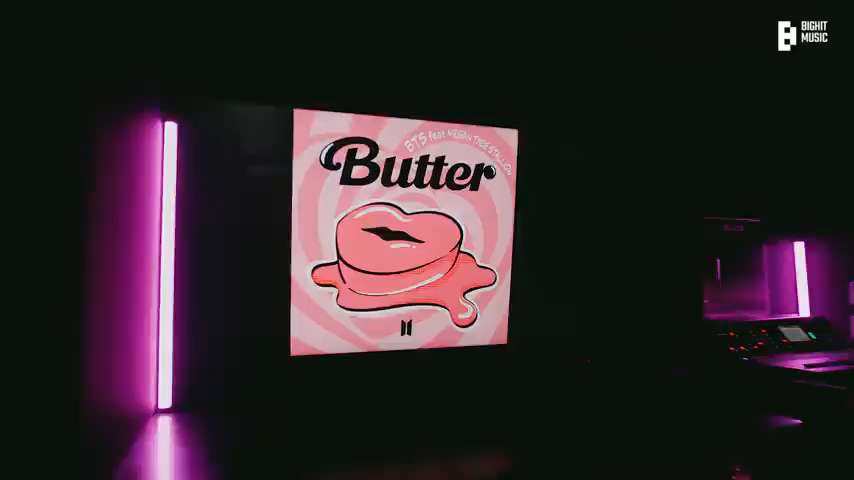 BIGHIT
MUSIC
BTS feat. MEGAN THEE STALLION
Butter